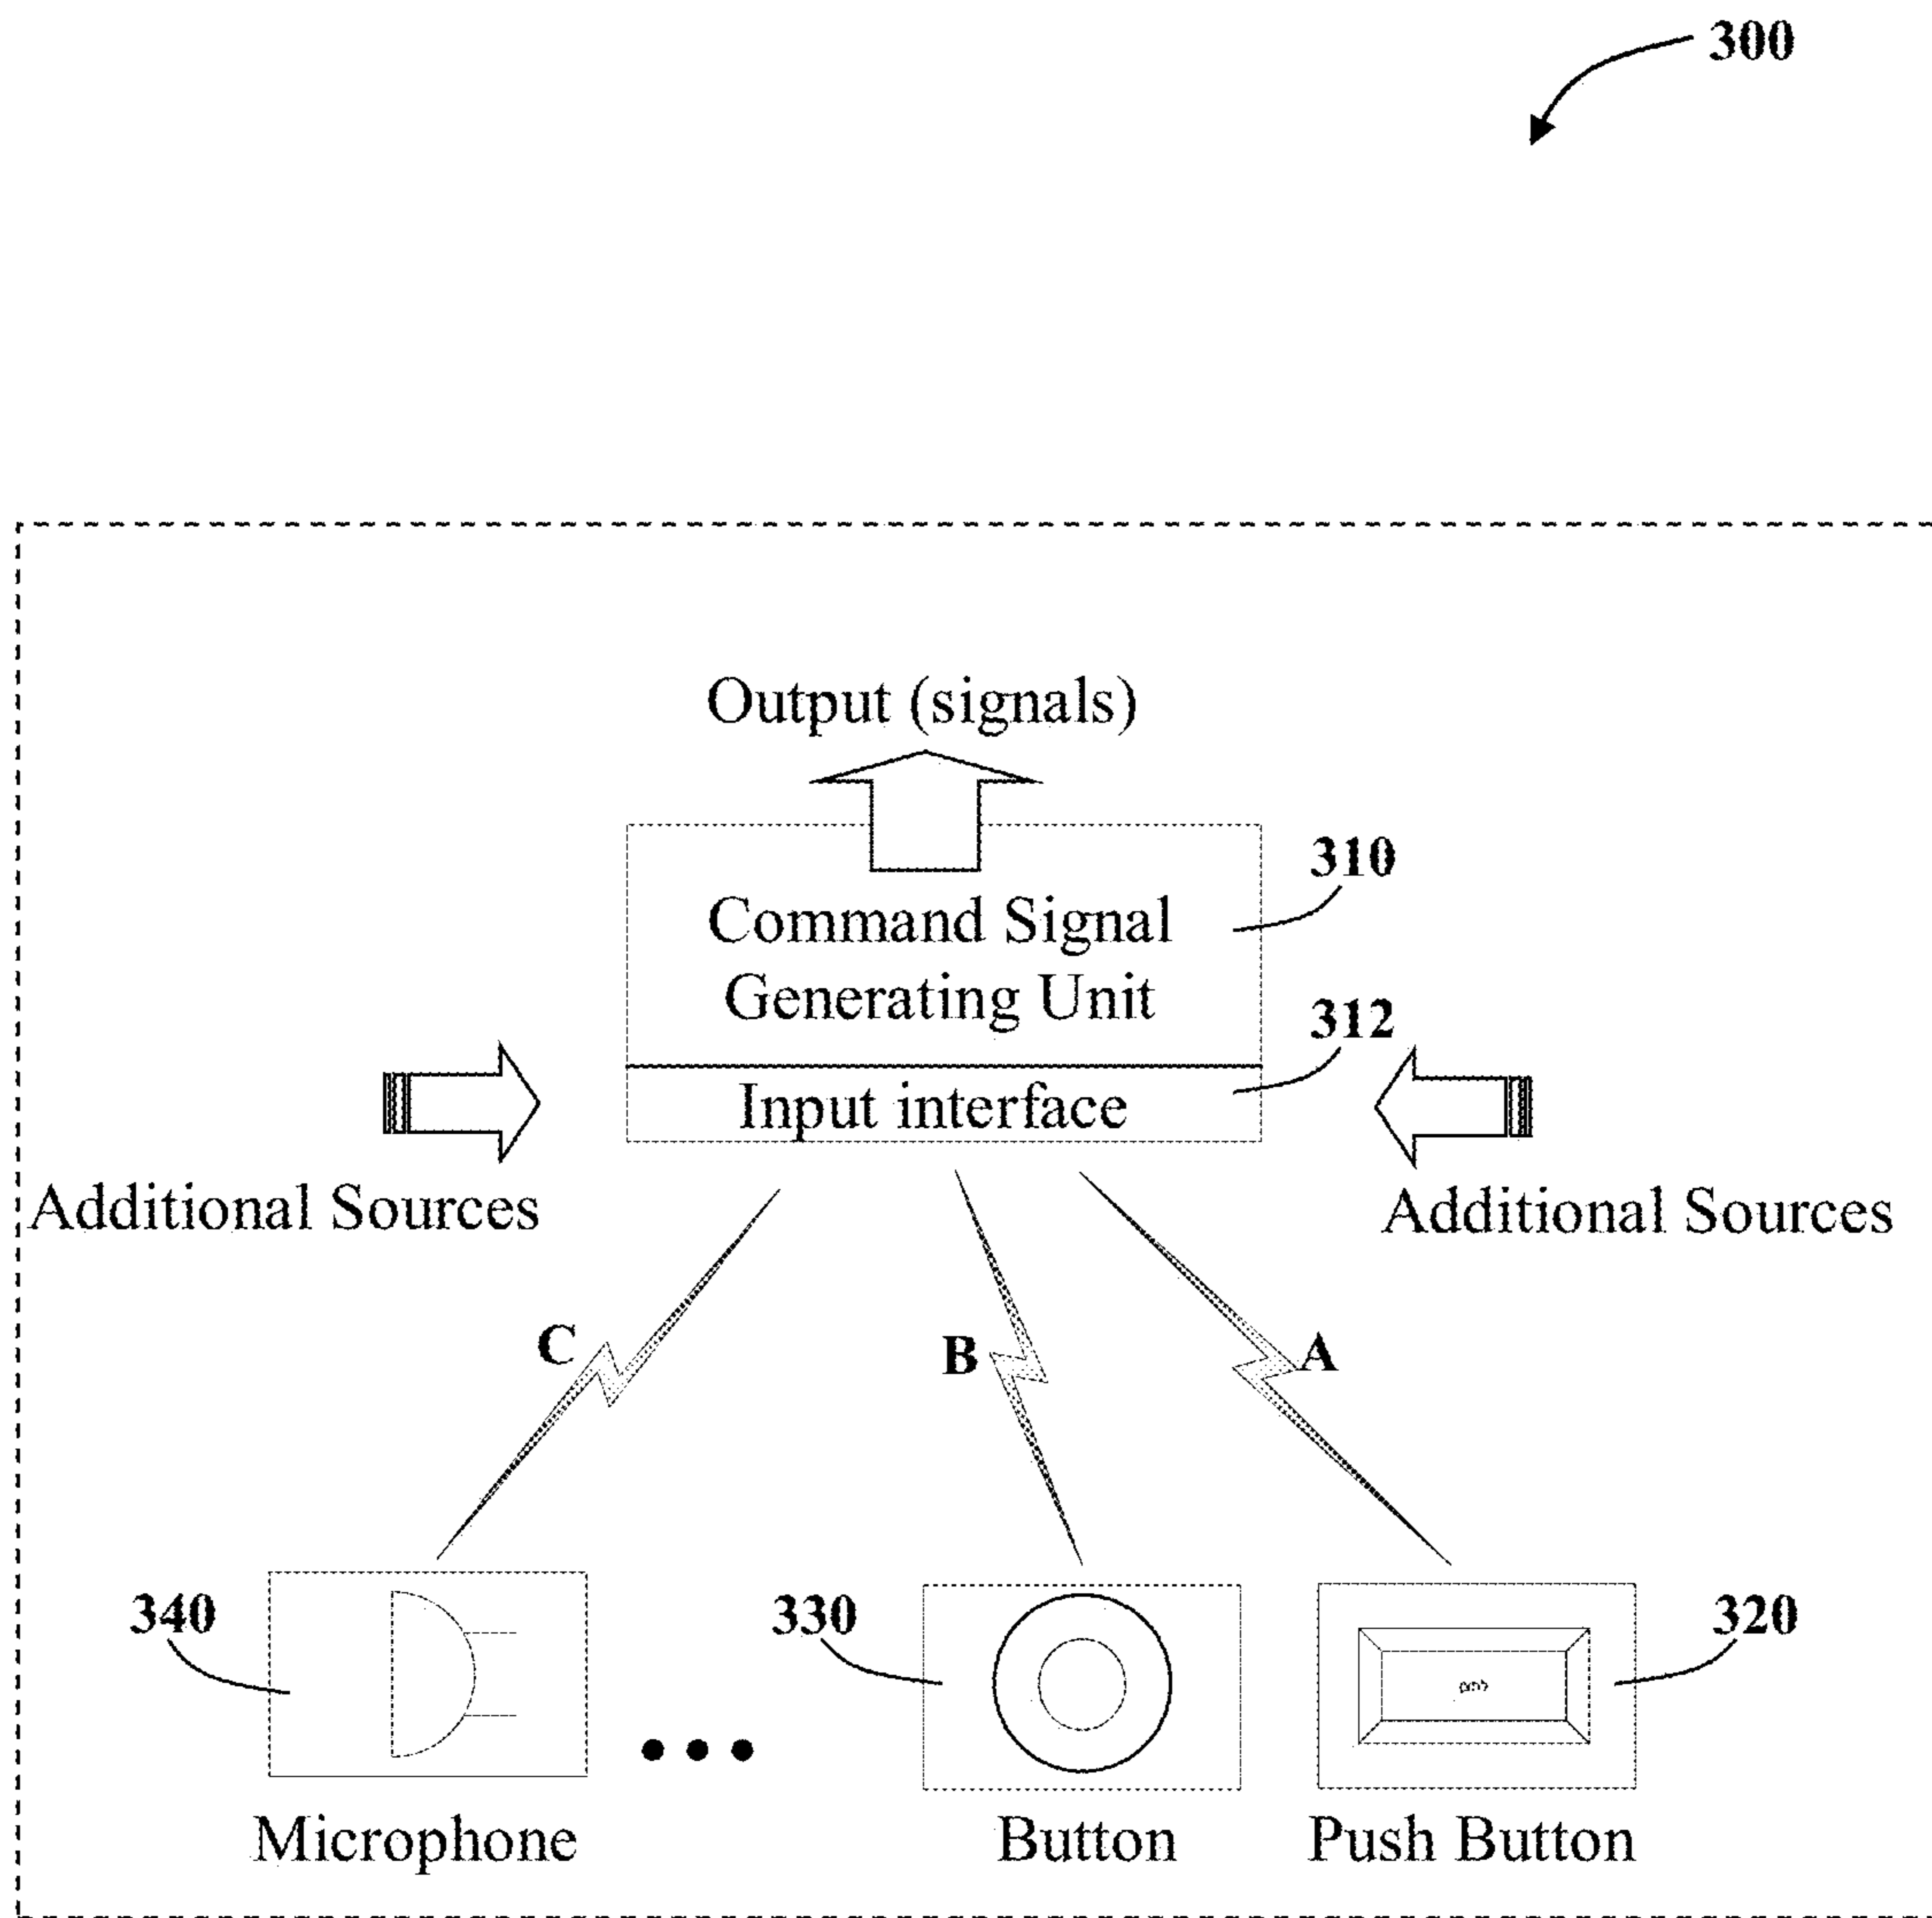 300
Output (signals)
310
Command Signal
Generating Unit
312
Input interface
Additional Sources
Additional Sources
C
B
A
340
330
320
Microphone
Button
Push Button